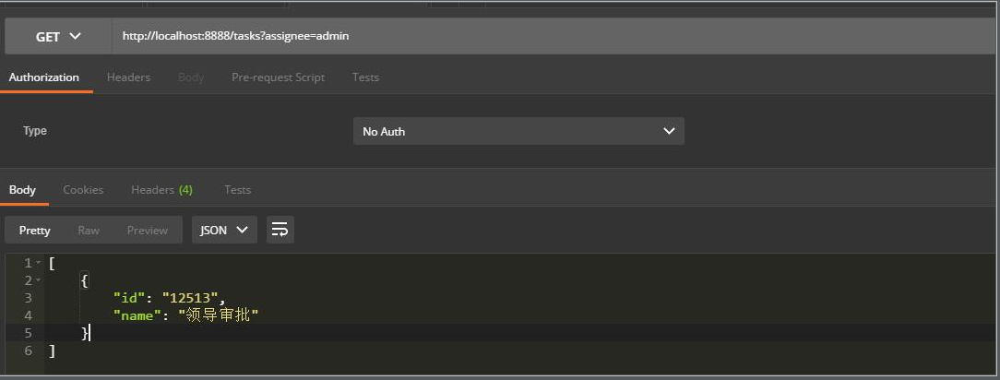 GET http://localhost:8888/tasks?assignee=admin
Authorization Headers Body Pre-request Script Tests
Type No Auth
Body Cookies Headers (4) Tests
Pretty Raw Preview JSON
1 [
2 {
3 "id": "12513",
4 "name": "领导审批"
5 }
6 ]